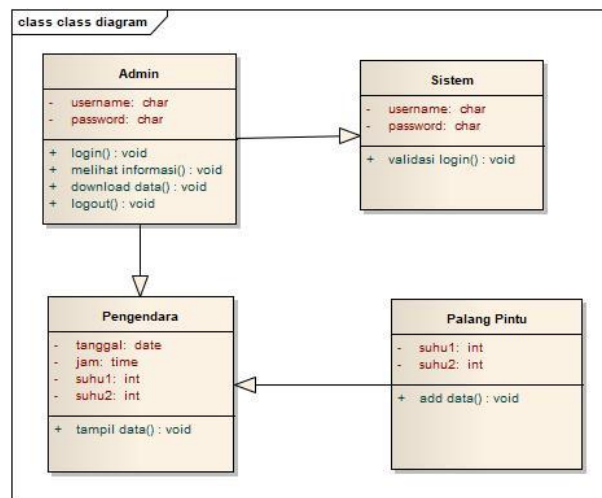 class class diagram
Admin
- username: char
- password: char
+ login() : void
+ melihat informasi() : void
+ download data() : void
+ logout() : void
Sistem
- username: char
- password: char
+ validasi login() : void
Pengendara
- tanggal: date
- jam: time
- suhu1: int
- suhu2: int
+ tampil data() : void
Palang Pintu
- suhu1: int
- suhu2: int
+ add data() : void